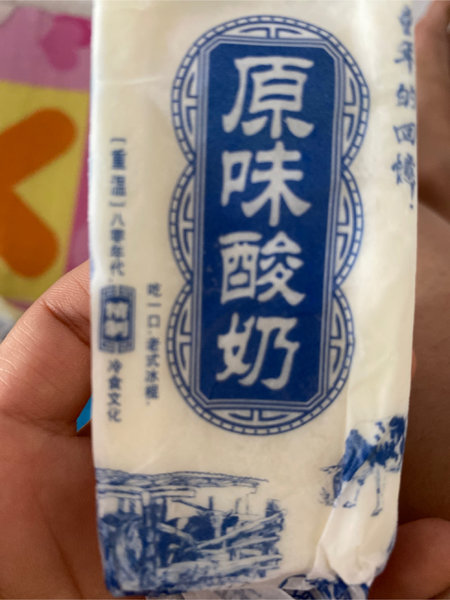 童年的回忆!
原味酸奶
吃一口·老式冰棍·
[重温]八零年代
冷食文化